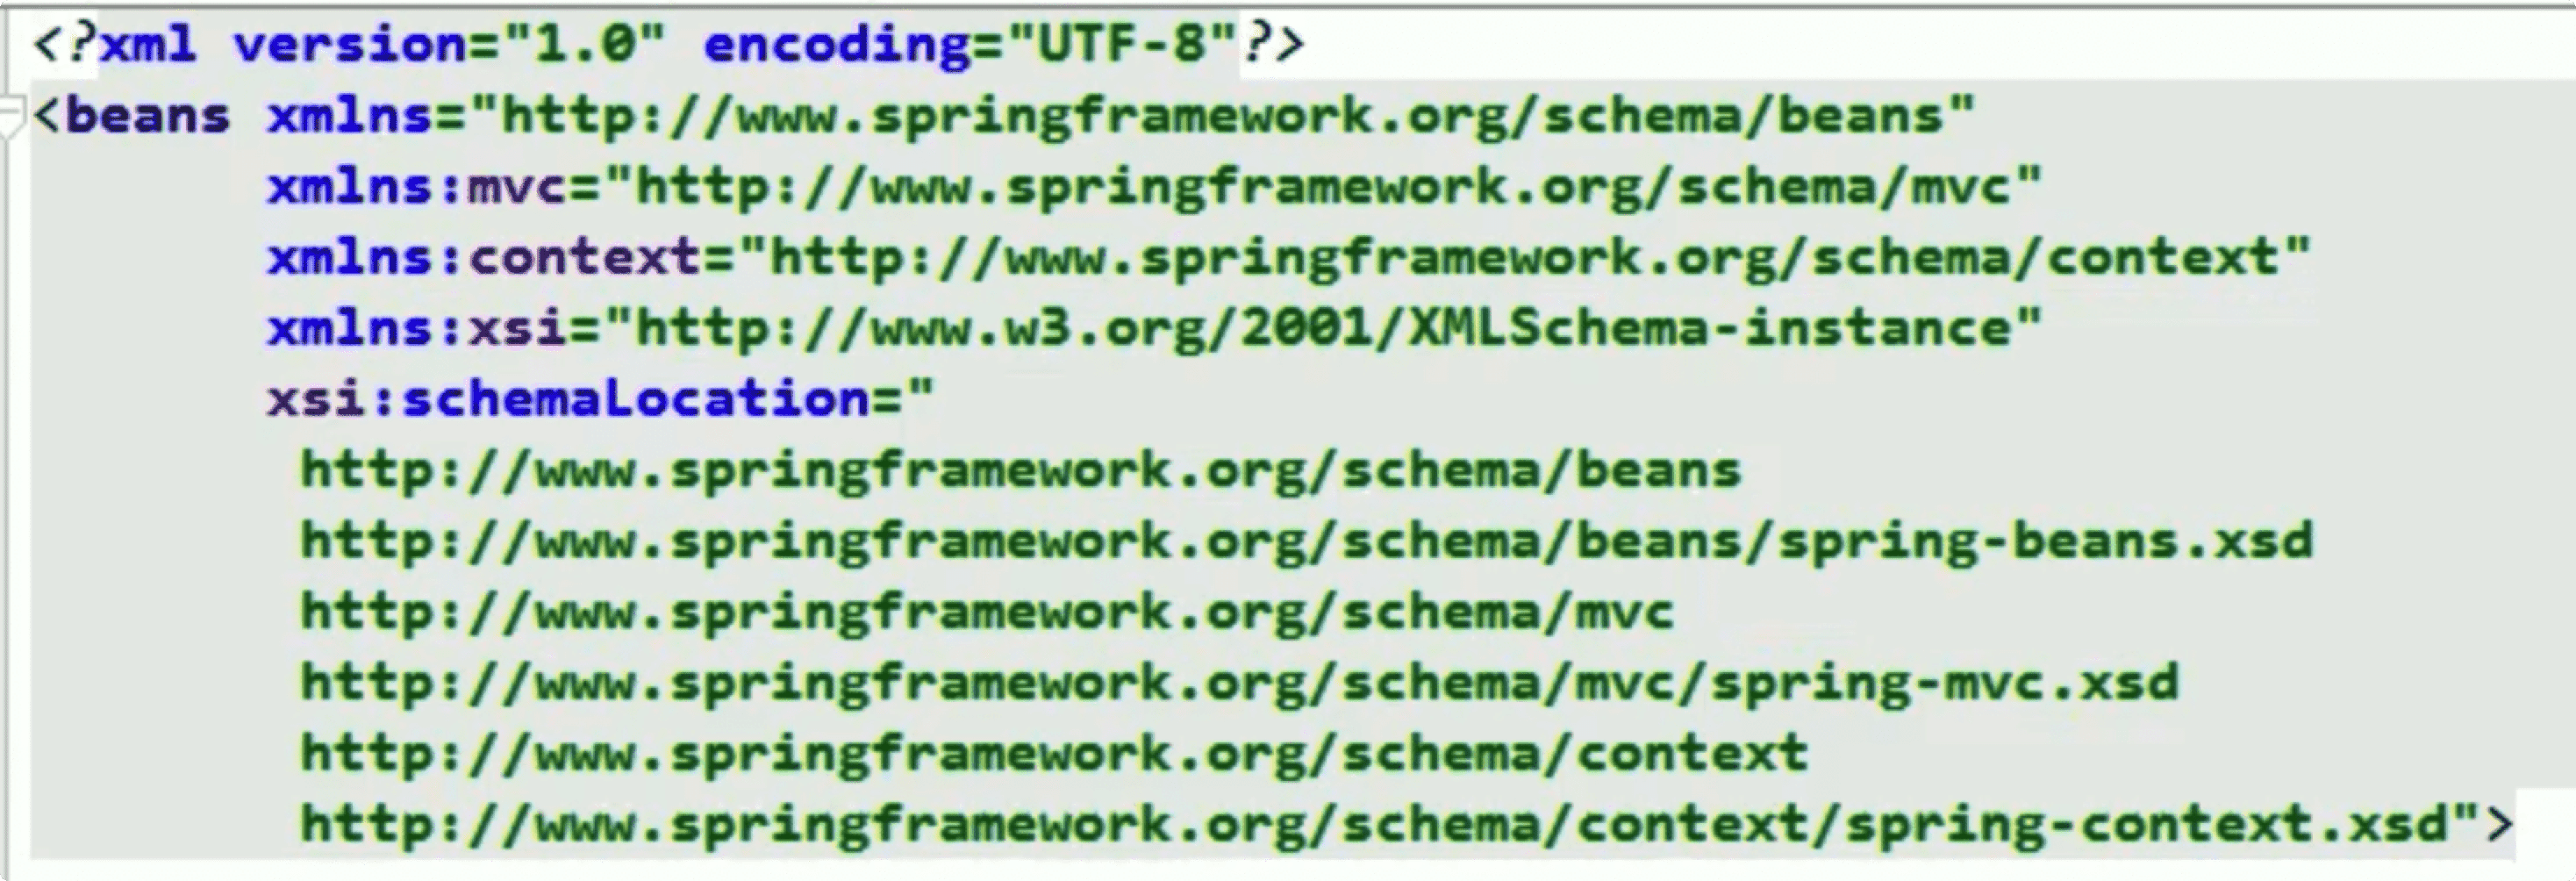 <?xml version="1.0" encoding="UTF-8"?>
<beans xmlns="http://www.springframework.org/schema/beans"
       xmlns:mvc="http://www.springframework.org/schema/mvc"
       xmlns:context="http://www.springframework.org/schema/context"
       xmlns:xsi="http://www.w3.org/2001/XMLSchema-instance"
       xsi:schemaLocation="
        http://www.springframework.org/schema/beans
        http://www.springframework.org/schema/beans/spring-beans.xsd
        http://www.springframework.org/schema/mvc
        http://www.springframework.org/schema/mvc/spring-mvc.xsd
        http://www.springframework.org/schema/context
        http://www.springframework.org/schema/context/spring-context.xsd">